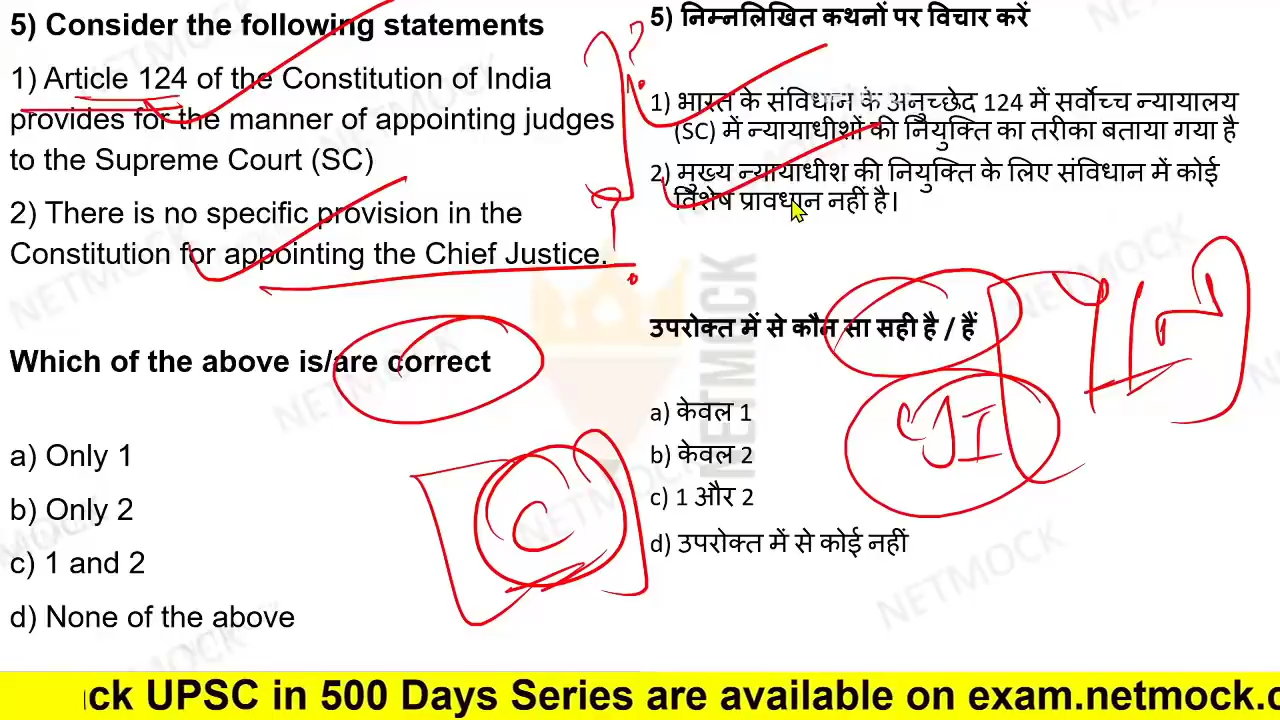 5) Consider the following statements
1) Article 124 of the Constitution of India
provides for the manner of appointing judges
to the Supreme Court (SC)
2) There is no specific provision in the
Constitution for appointing the Chief Justice.
Which of the above is/are correct
a) Only 1
b) Only 2
c) 1 and 2
d) None of the above
5) निम्नलिखित कथनों पर विचार करें
1) भारत के संविधान के अनुच्छेद 124 में सर्वोच्च न्यायालय
(SC) में न्यायाधीशों की नियुक्ति का तरीका बताया गया है
2) मुख्य न्यायाधीश की नियुक्ति के लिए संविधान में कोई
विशेष प्रावधान नहीं है।
उपरोक्त में से कौन सा सही है / हैं
a) केवल 1
b) केवल 2
c) 1 और 2
d) उपरोक्त में से कोई नहीं
C
CJI
NETMOCK
ck UPSC in 500 Days Series are available on exam.netmock.c